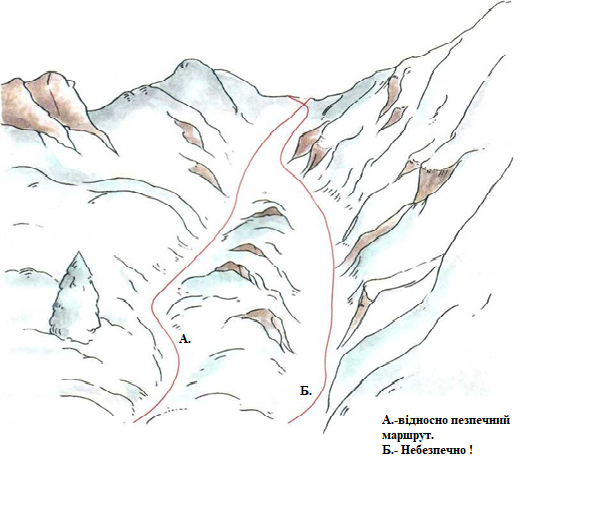 А.
Б.
А.-відносно пезпечний
маршрут.
Б.- Небезпечно !